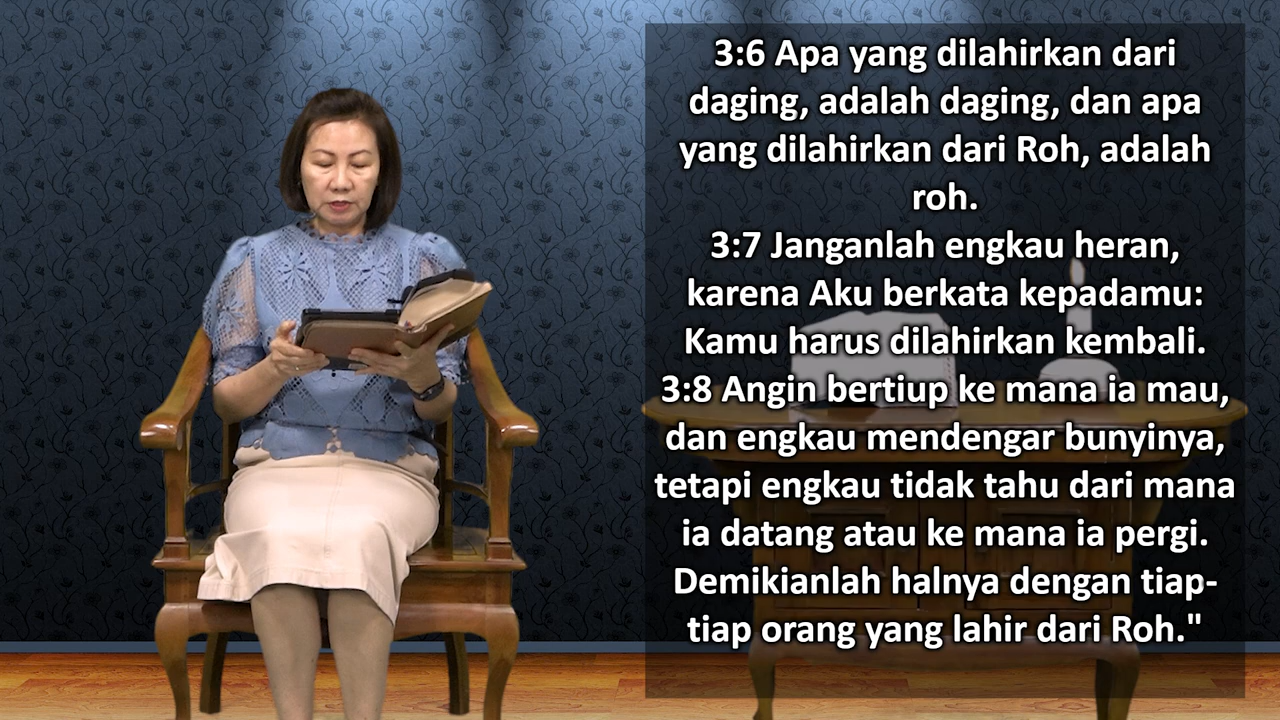 3:6 Apa yang dilahirkan dari
daging, adalah daging, dan apa
yang dilahirkan dari Roh, adalah
roh.
3:7 Janganlah engkau heran,
karena Aku berkata kepadamu:
Kamu harus dilahirkan kembali.
3:8 Angin bertiup ke mana ia mau,
dan engkau mendengar bunyinya,
tetapi engkau tidak tahu dari mana
ia datang atau ke mana ia pergi.
Demikianlah halnya dengan tiap-
tiap orang yang lahir dari Roh."